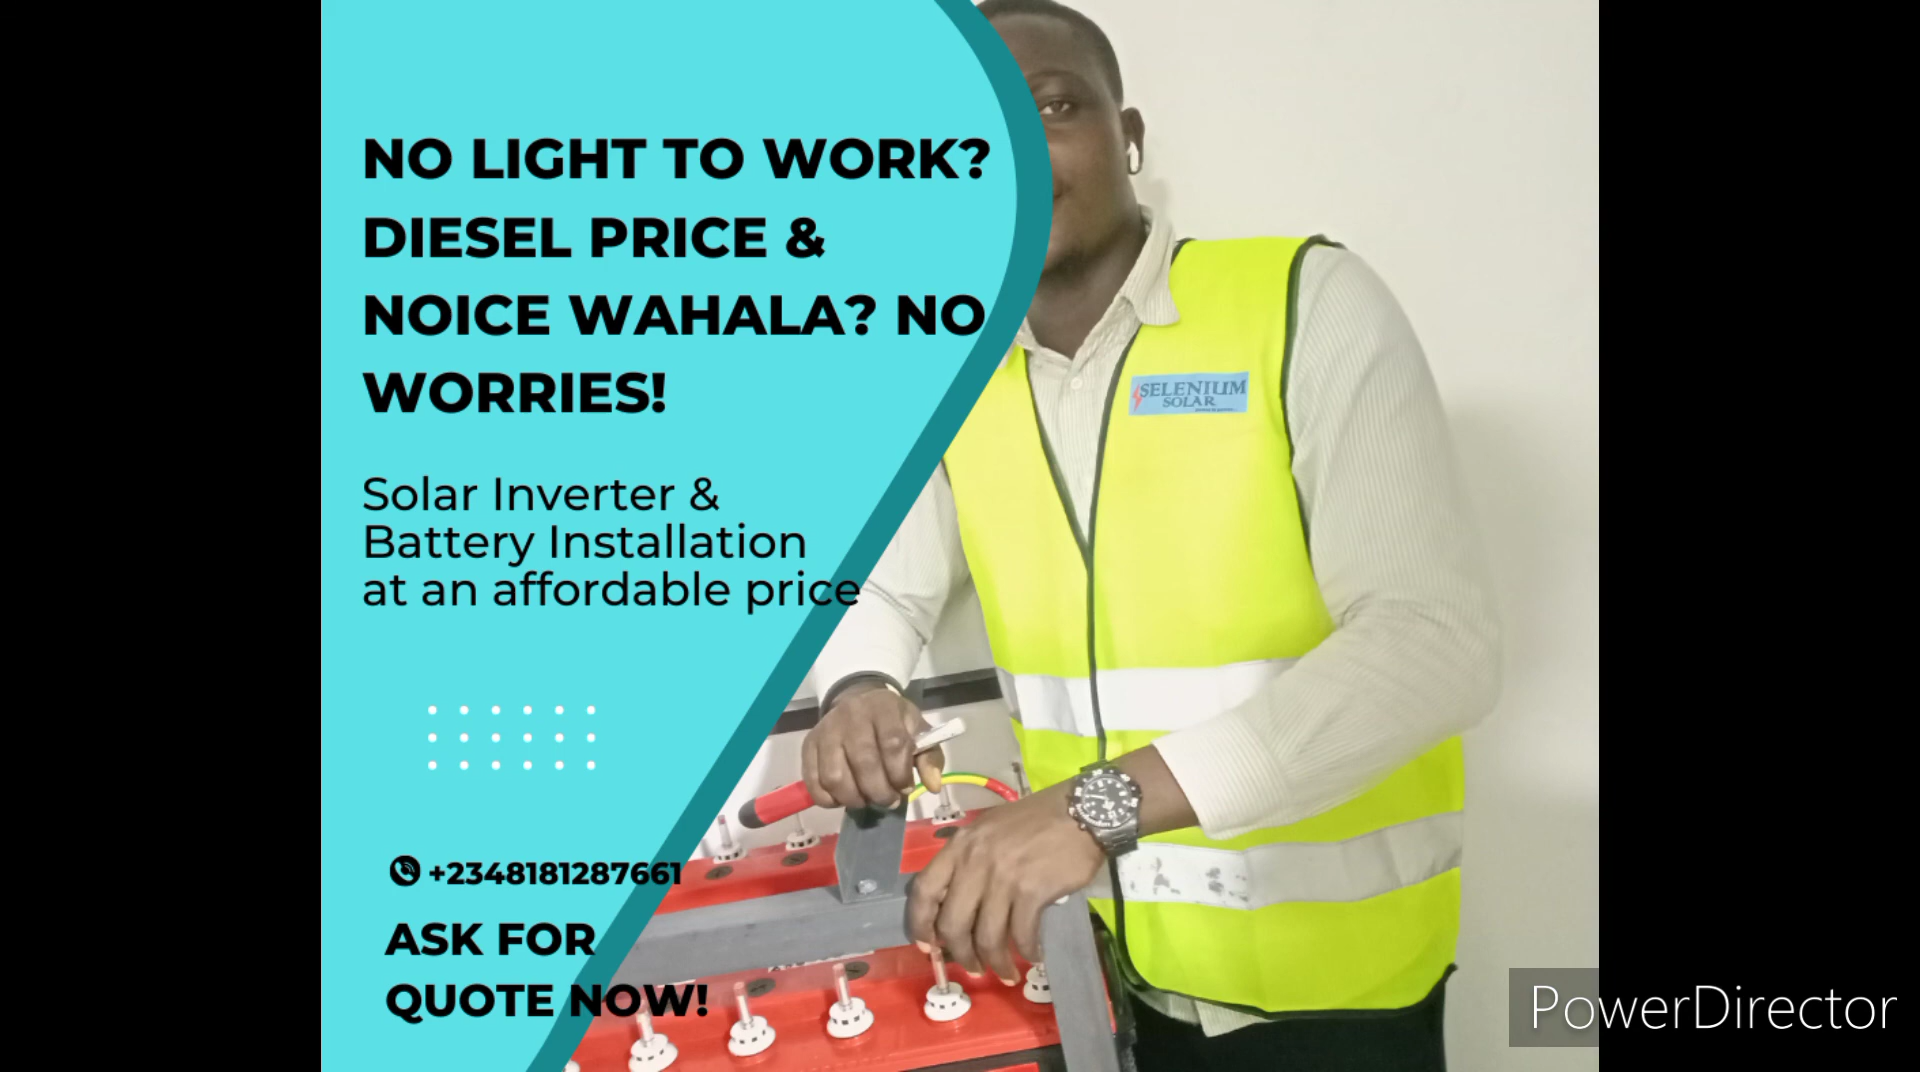 NO LIGHT TO WORK?
DIESEL PRICE &
NOICE WAHALA? NO
WORRIES!
Solar Inverter &
Battery Installation
at an affordable price
+2348181287661
ASK FOR
QUOTE NOW!
SELENIUM
SOLAR
PowerDirector